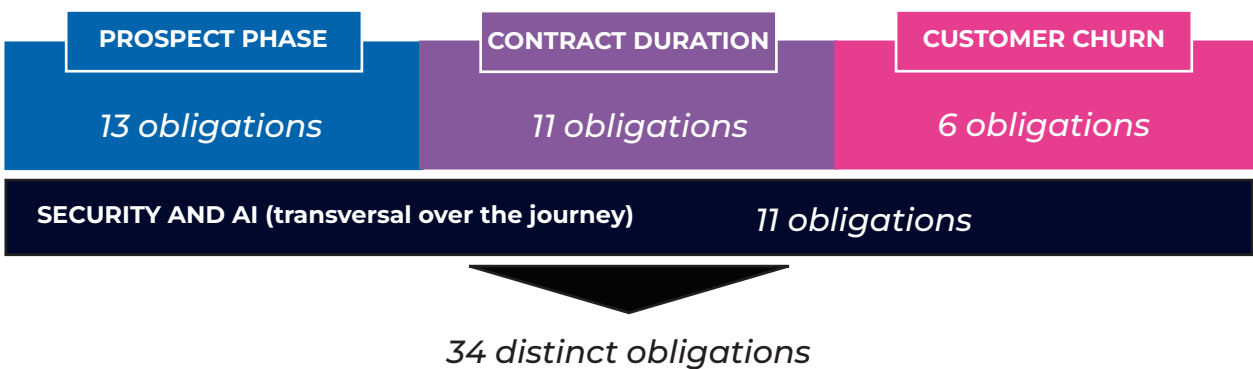 PROSPECT PHASE
CONTRACT DURATION
CUSTOMER CHURN
13 obligations
11 obligations
6 obligations
SECURITY AND AI (transversal over the journey)
11 obligations
34 distinct obligations